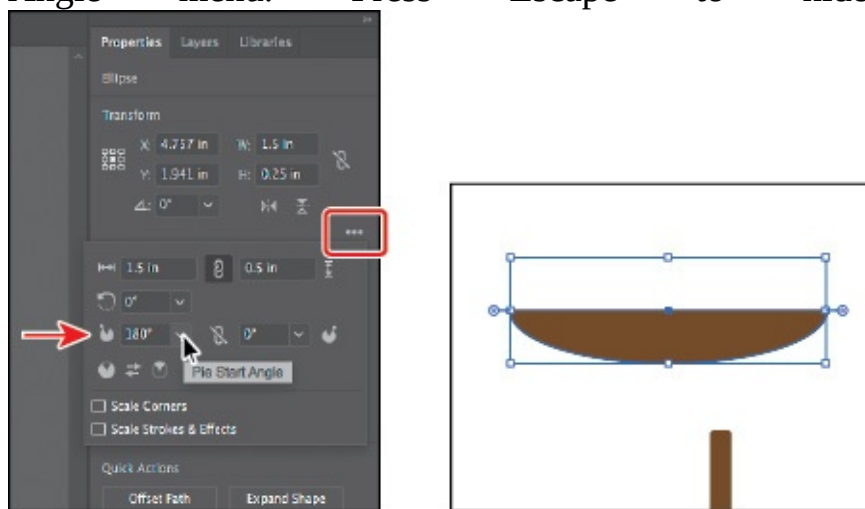 Angle menu. Press Escape to hide
Properties Layers Libraries
Ellipse
Transform
X: 4.757 in W: 1.5 in
Y: 1.941 in H: 0.25 in
0°
1.5 in 0.5 in
0°
180° 0°
Pie Start Angle
Scale Corners
Scale Strokes & Effects
Quick Actions
Offset Path Expand Shape